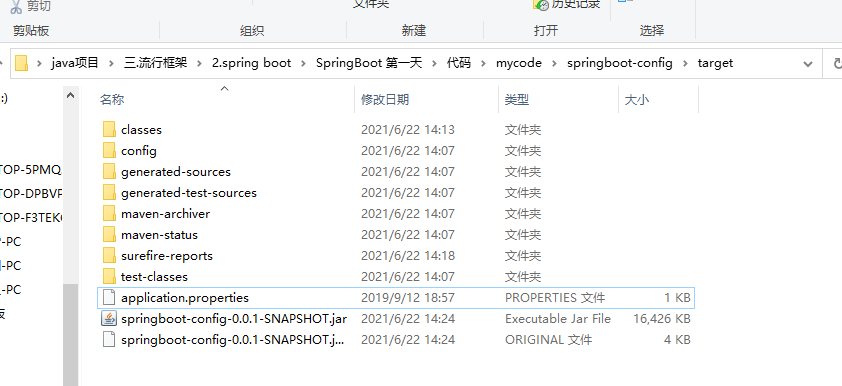 剪切
文件夹
历史记录
剪贴板
组织
新建
打开
选择
java项目 三.流行框架 2.spring boot SpringBoot 第一天 代码 mycode springboot-config target
名称 修改日期 类型 大小
:)
classes 2021/6/22 14:13 文件夹
config 2021/6/22 14:07 文件夹
TOP-5PMQ
generated-sources 2021/6/22 14:07 文件夹
TOP-DPBVP
generated-test-sources 2021/6/22 14:07 文件夹
TOP-F3TEK
maven-archiver 2021/6/22 14:07 文件夹
-PC
maven-status 2021/6/22 14:07 文件夹
-PC
surefire-reports 2021/6/22 14:18 文件夹
-PC
test-classes 2021/6/22 14:07 文件夹
application.properties 2019/9/12 18:57 PROPERTIES 文件 1 KB
springboot-config-0.0.1-SNAPSHOT.jar 2021/6/22 14:24 Executable Jar File 16,426 KB
springboot-config-0.0.1-SNAPSHOT.j... 2021/6/22 14:24 ORIGINAL 文件 4 KB